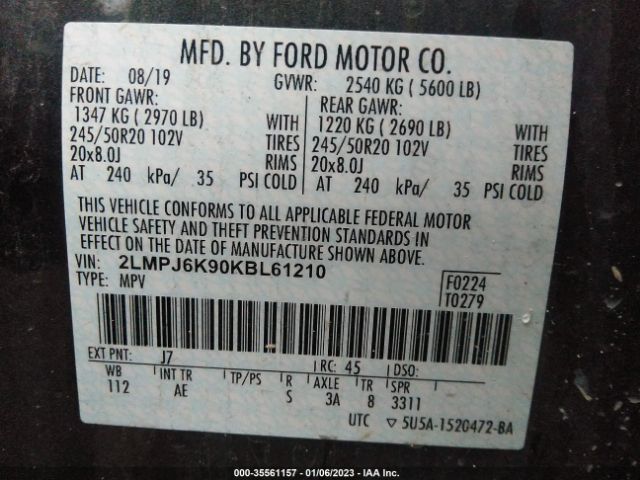 MFD. BY FORD MOTOR CO.
DATE: 08/19 GVWR: 2540 KG ( 5600 LB)
FRONT GAWR: REAR GAWR:
1347 KG ( 2970 LB) WITH 1220 KG ( 2690 LB) WITH
245/50R20 102V TIRES 245/50R20 102V TIRES
20x8.0J RIMS 20x8.0J RIMS
AT 240 kPa/ 35 PSI COLD AT 240 kPa/ 35 PSI COLD
THIS VEHICLE CONFORMS TO ALL APPLICABLE FEDERAL MOTOR
VEHICLE SAFETY AND THEFT PREVENTION STANDARDS IN
EFFECT ON THE DATE OF MANUFACTURE SHOWN ABOVE.
VIN: 2LMPJ6K90KBL61210 F0224
TYPE: MPV T0279
EXT PNT: J7 RC: 45 DSO:
WB INT TR TP/PS R AXLE TR SPR
112 AE S 3A 8 3311
UTC ▽ 5U5A-1520472-BA
000-35561157 - 01/06/2023 - IAA Inc.